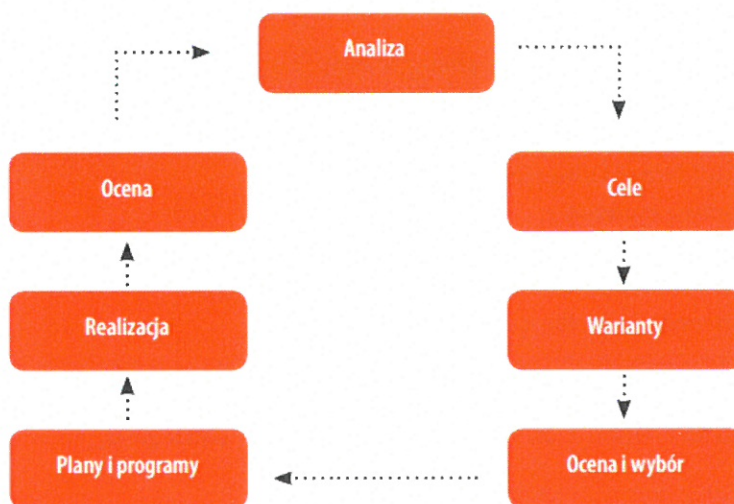 Analiza
Ocena
Cele
Realizacja
Warianty
Plany i programy
Ocena i wybór